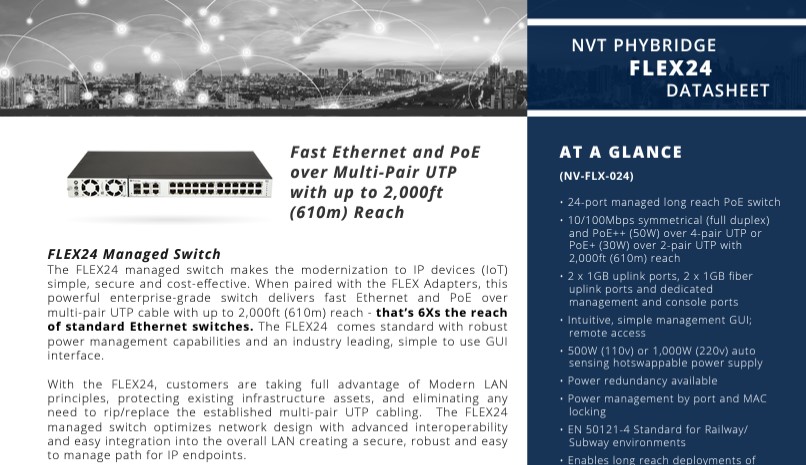 NVT PHYBRIDGE
FLEX24
DATASHEET
Fast Ethernet and PoE
over Multi-Pair UTP
with up to 2,000ft
(610m) Reach
FLEX24 Managed Switch
The FLEX24 managed switch makes the modernization to IP devices (IoT)
simple, secure and cost-effective. When paired with the FLEX Adapters, this
powerful enterprise-grade switch delivers fast Ethernet and PoE over
multi-pair UTP cable with up to 2,000ft (610m) reach - that's 6Xs the reach
of standard Ethernet switches. The FLEX24 comes standard with robust
power management capabilities and an industry leading, simple to use GUI
interface.
With the FLEX24, customers are taking full advantage of Modern LAN
principles, protecting existing infrastructure assets, and eliminating any
need to rip/replace the established multi-pair UTP cabling. The FLEX24
managed switch optimizes network design with advanced interoperability
and easy integration into the overall LAN creating a secure, robust and easy
to manage path for IP endpoints.
AT A GLANCE
(NV-FLX-024)
• 24-port managed long reach PoE switch
• 10/100Mbps symmetrical (full duplex)
and PoE++ (50W) over 4-pair UTP or
PoE+ (30W) over 2-pair UTP with
2,000ft (610m) reach
• 2 x 1GB uplink ports, 2 x 1GB fiber
uplink ports and dedicated
management and console ports
• Intuitive, simple management GUI;
remote access
• 500W (110v) or 1,000W (220v) auto
sensing hotswappable power supply
• Power redundancy available
• Power management by port and MAC
locking
• EN 50121-4 Standard for Railway/
Subway environments
• Enables long reach deployments of